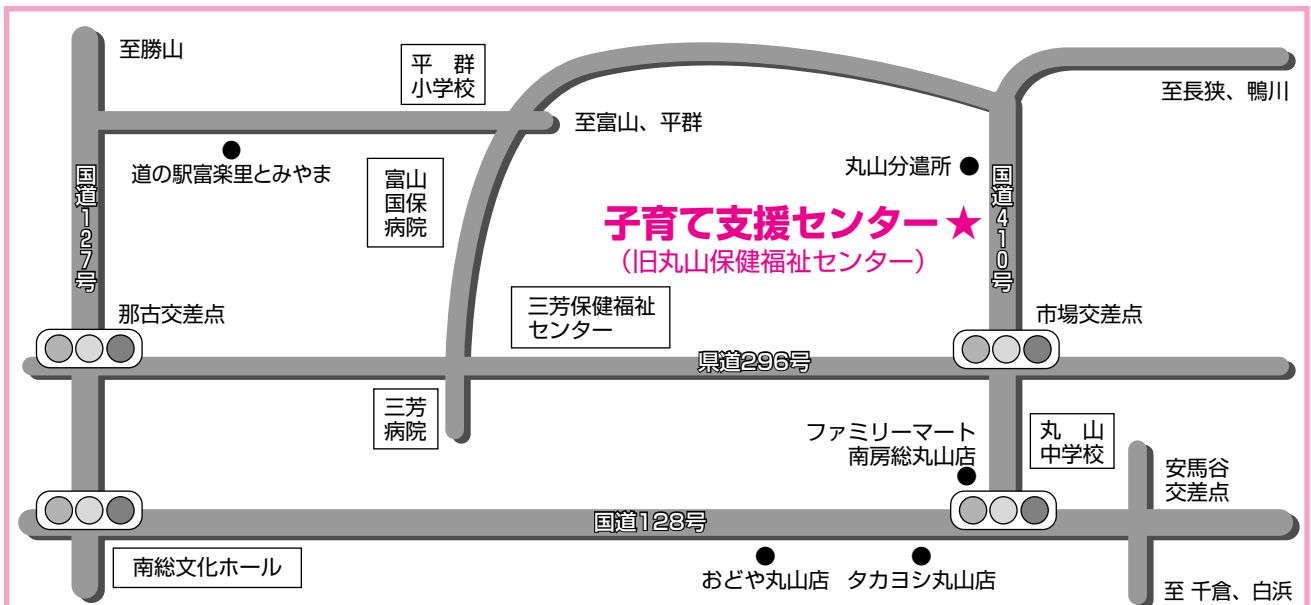 至勝山
平　群
小学校
至長狭、鴨川
至富山、平群
道の駅富楽里とみやま
丸山分遣所
国道127号
富山
国保
病院
国道410号
子育て支援センター★
（旧丸山保健福祉センター）
那古交差点
三芳保健福祉
センター
市場交差点
県道296号
三芳
病院
ファミリーマート
南房総丸山店
丸　山
中学校
安馬谷
交差点
国道128号
南総文化ホール
おどや丸山店
タカヨシ丸山店
至 千倉、白浜